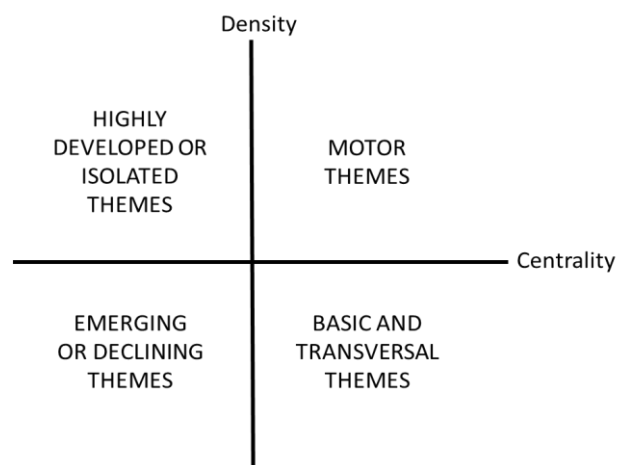 Density
HIGHLY
DEVELOPED OR
ISOLATED
THEMES
MOTOR
THEMES
Centrality
EMERGING
OR DECLINING
THEMES
BASIC AND
TRANSVERSAL
THEMES